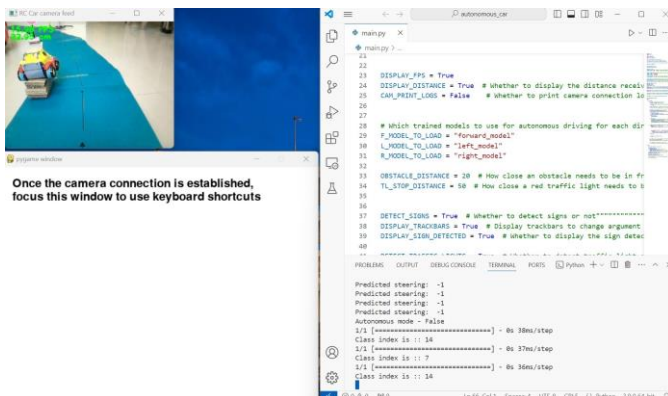 RC Car camera feed
pygame window
Once the camera connection is established,
focus this window to use keyboard shortcuts
autonomous_car
main.py
main.py > ...
21
22
23 DISPLAY_FPS = True
24 DISPLAY_DISTANCE = True # Whether to display the distance receiv
25 CAM_PRINT_LOGS = False # Whether to print camera connection lo
26
27
28 # Which trained models to use for autonomous driving for each dir
29 F_MODEL_TO_LOAD = "forward_model"
30 L_MODEL_TO_LOAD = "left_model"
31 R_MODEL_TO_LOAD = "right_model"
32
33 OBSTACLE_DISTANCE = 20 # How close an obstacle needs to be in fr
34 TL_STOP_DISTANCE = 50 # How close a red traffic light needs to b
35
36
37 DETECT_SIGNS = True # Whether to detect signs or not
38 DISPLAY_TRACKBARS = True # Display trackbars to change argument
39 DISPLAY_SIGN_DETECTED = True # Whether to display the sign detec
40
PROBLEMS OUTPUT DEBUG CONSOLE TERMINAL PORTS Python
Predicted steering: -1
Predicted steering: -1
Predicted steering: -1
Predicted steering: -1
Autonomous mode - False
1/1 [==============================] - 0s 38ms/step
Class index is :: 14
1/1 [==============================] - 0s 37ms/step
Class index is :: 7
1/1 [==============================] - 0s 36ms/step
Class index is :: 14